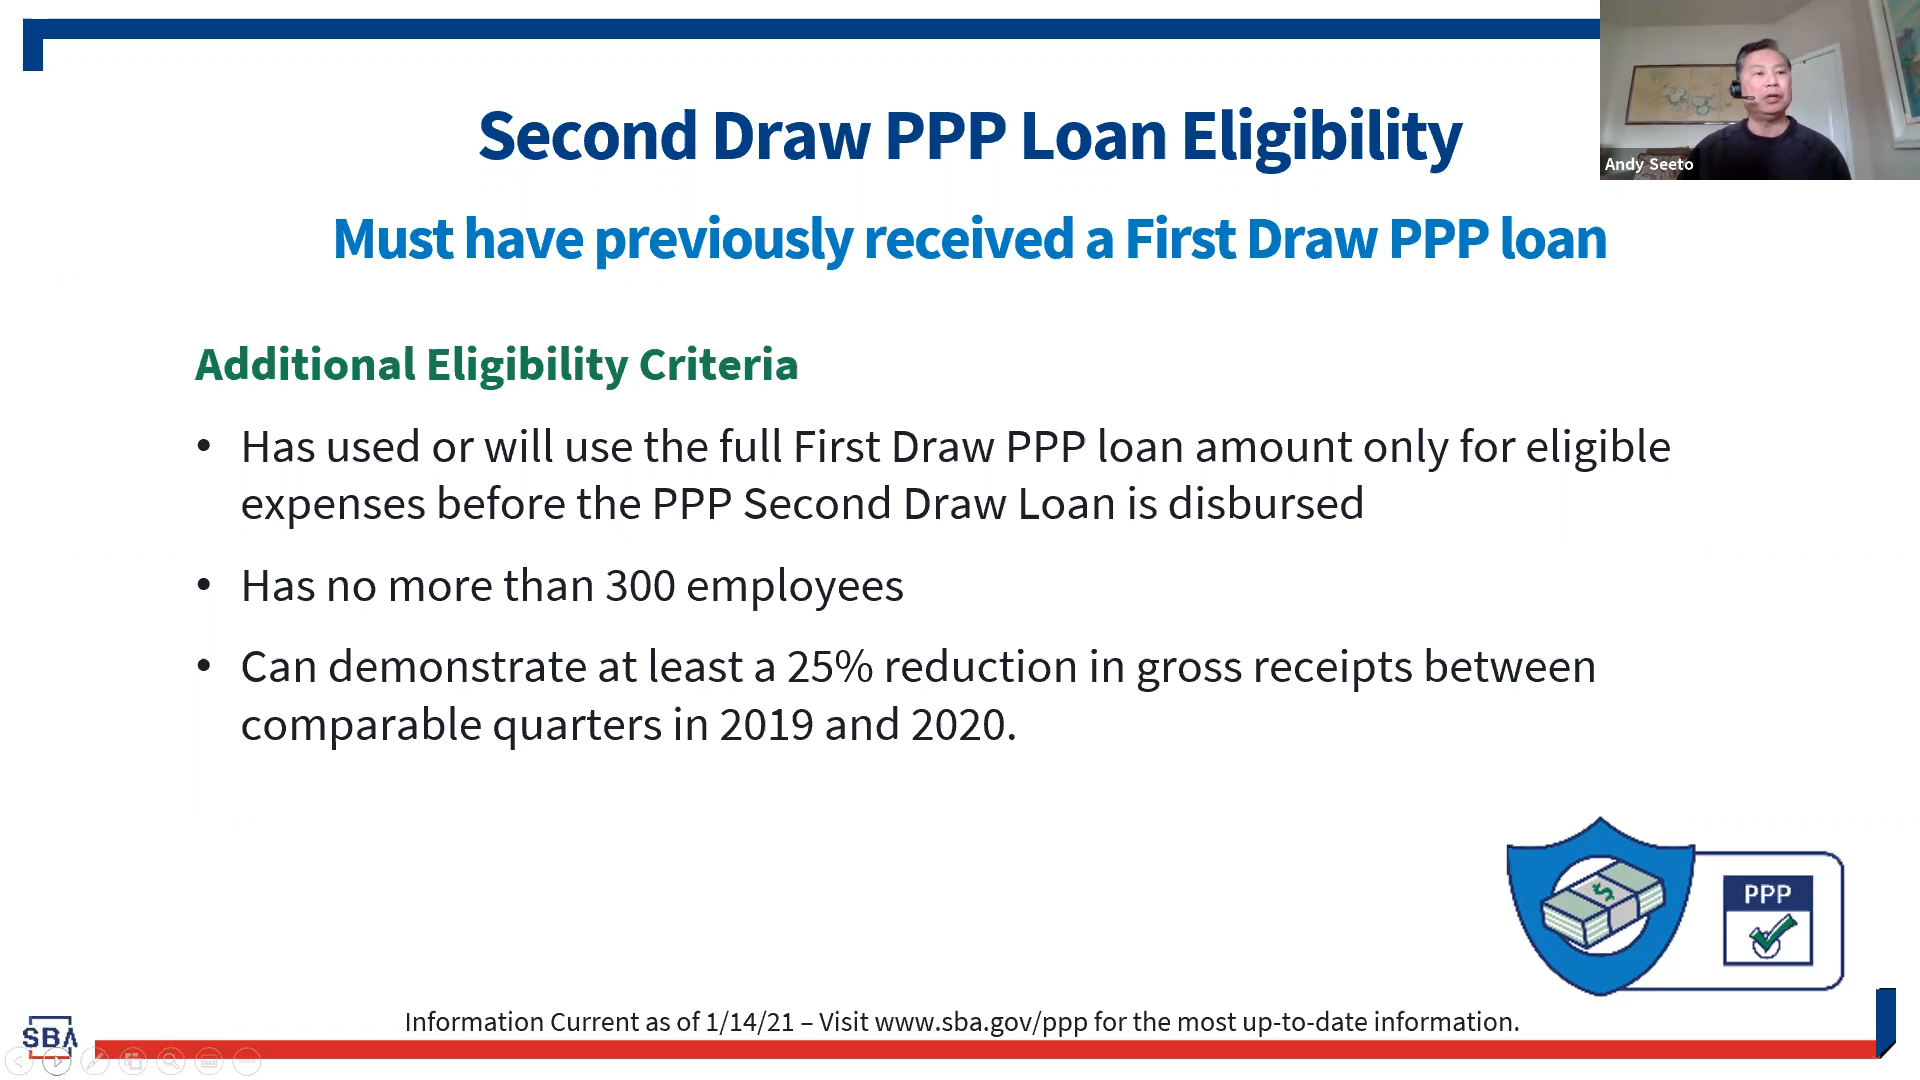 Second Draw PPP Loan Eligibility
Andy Seeto
Must have previously received a First Draw PPP loan
Additional Eligibility Criteria
• Has used or will use the full First Draw PPP loan amount only for eligible
expenses before the PPP Second Draw Loan is disbursed
• Has no more than 300 employees
• Can demonstrate at least a 25% reduction in gross receipts between
comparable quarters in 2019 and 2020.
$
PPP
Information Current as of 1/14/21 – Visit www.sba.gov/ppp for the most up-to-date information.
SBA